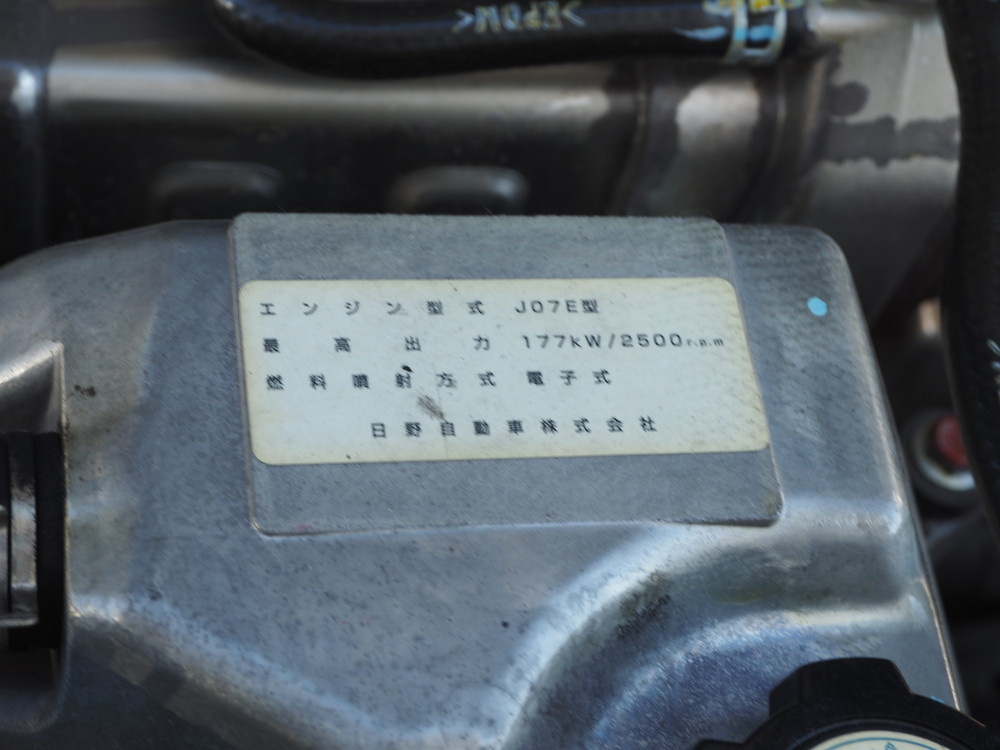 >EPDM<
エンジン型式 J07E型
最高出力 177kW/2500r.p.m
燃料噴射方式 電子式
日野自動車株式会社